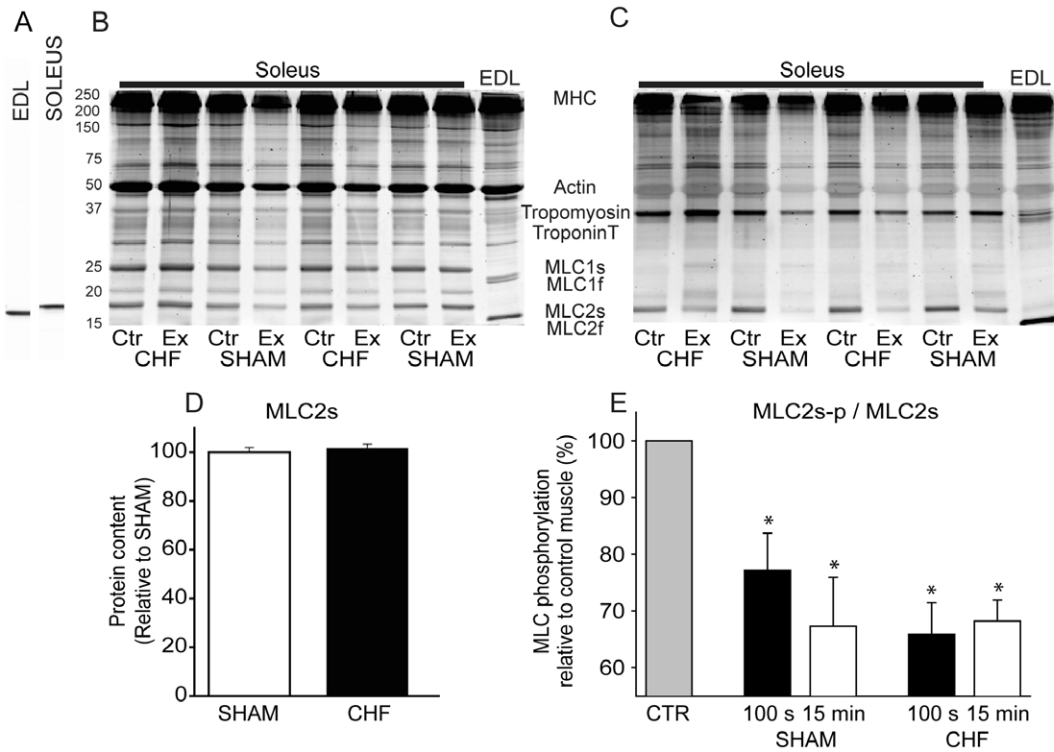 A
B
C
EDL
SOLEUS
Soleus
EDL
Soleus
EDL
250
200
150
75
50
37
25
20
15
MHC
Actin
Tropomyosin
TroponinT
MLC1s
MLC1f
MLC2s
MLC2f
Ctr Ex Ctr Ex Ctr Ex Ctr Ex
CHF SHAM CHF SHAM
Ctr Ex Ctr Ex Ctr Ex Ctr Ex
CHF SHAM CHF SHAM
D
MLC2s
Protein content
(Relative to SHAM)
100
80
60
40
20
0
SHAM CHF
E
MLC2s-p / MLC2s
MLC phosphorylation
relative to control muscle (%)
100
90
80
70
60
* * * *
CTR 100 s 15 min 100 s 15 min
SHAM CHF